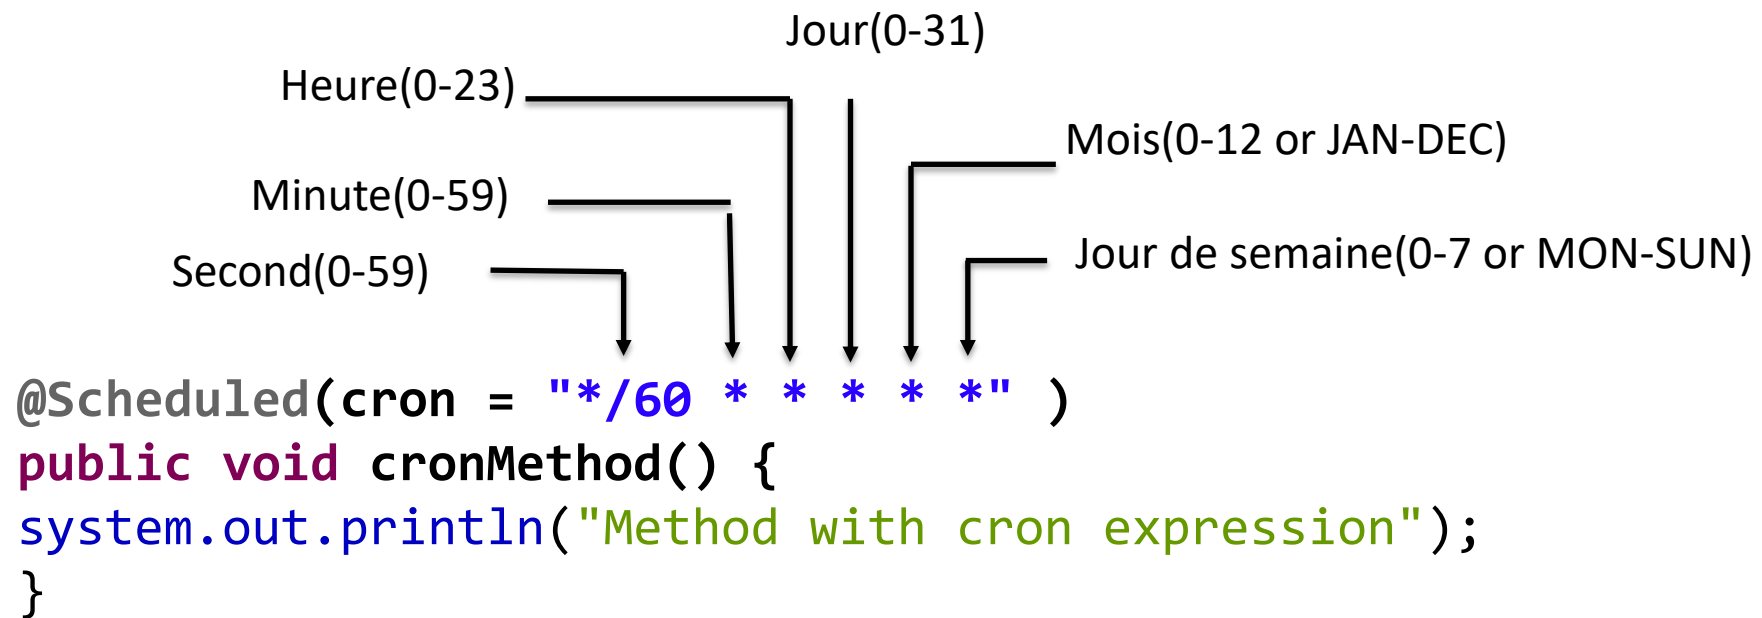 Jour(0-31)
Heure(0-23)
Mois(0-12 or JAN-DEC)
Minute(0-59)
Jour de semaine(0-7 or MON-SUN)
Second(0-59)
@Scheduled(cron = "*/60 * * * * *" )
public void cronMethod() {
system.out.println("Method with cron expression");
}